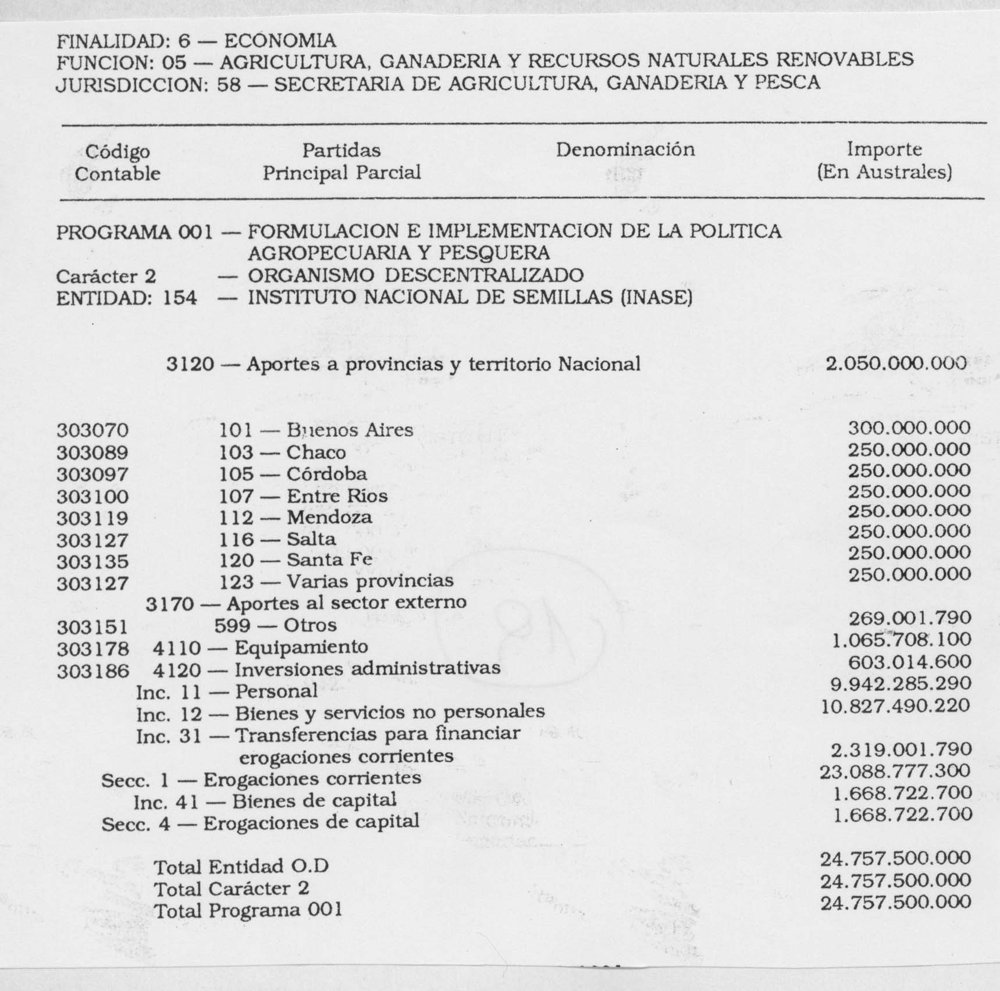 FINALIDAD: 6 — ECONOMIA
FUNCION: 05 — AGRICULTURA, GANADERIA Y RECURSOS NATURALES RENOVABLES
JURISDICCION: 58 — SECRETARIA DE AGRICULTURA, GANADERIA Y PESCA
Código Partidas Denominación Importe
Contable Principal Parcial (En Australes)
PROGRAMA 001 — FORMULACION E IMPLEMENTACION DE LA POLITICA
AGROPECUARIA Y PESQUERA
Carácter 2 — ORGANISMO DESCENTRALIZADO
ENTIDAD: 154 — INSTITUTO NACIONAL DE SEMILLAS (INASE)
3120 — Aportes a provincias y territorio Nacional 2.050.000.000
303070 101 — Buenos Aires 300.000.000
303089 103 — Chaco 250.000.000
303097 105 — Córdoba 250.000.000
303100 107 — Entre Ríos 250.000.000
303119 112 — Mendoza 250.000.000
303127 116 — Salta 250.000.000
303135 120 — Santa Fe 250.000.000
303127 123 — Varias provincias 250.000.000
3170 — Aportes al sector externo
303151 599 — Otros 269.001.790
303178 4110 — Equipamiento 1.065.708.100
303186 4120 — Inversiones administrativas 603.014.600
Inc. 11 — Personal 9.942.285.290
Inc. 12 — Bienes y servicios no personales 10.827.490.220
Inc. 31 — Transferencias para financiar
erogaciones corrientes 2.319.001.790
Secc. 1 — Erogaciones corrientes 23.088.777.300
Inc. 41 — Bienes de capital 1.668.722.700
Secc. 4 — Erogaciones de capital 1.668.722.700
Total Entidad O.D 24.757.500.000
Total Carácter 2 24.757.500.000
Total Programa 001 24.757.500.000